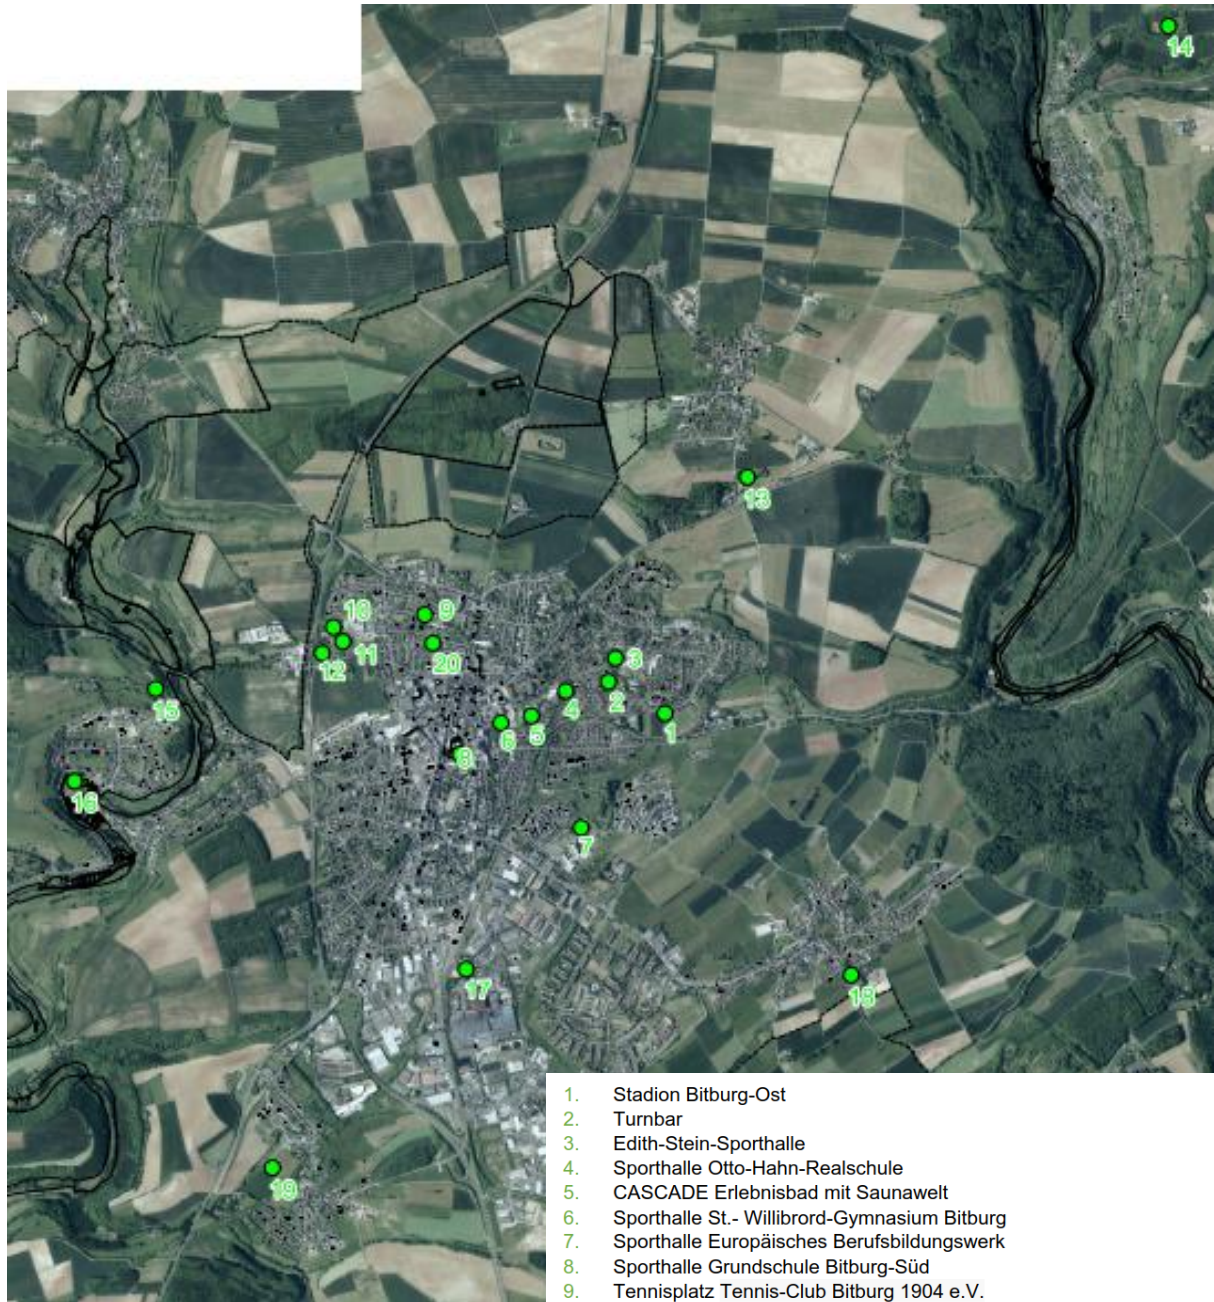 14
13
10
9
11
12
20
3
2
4
15
1
5
6
8
16
7
17
18
19
1. Stadion Bitburg-Ost
2. Turnbar
3. Edith-Stein-Sporthalle
4. Sporthalle Otto-Hahn-Realschule
5. CASCADE Erlebnisbad mit Saunawelt
6. Sporthalle St.- Willibrord-Gymnasium Bitburg
7. Sporthalle Europäisches Berufsbildungswerk
8. Sporthalle Grundschule Bitburg-Süd
9. Tennisplatz Tennis-Club Bitburg 1904 e.V.